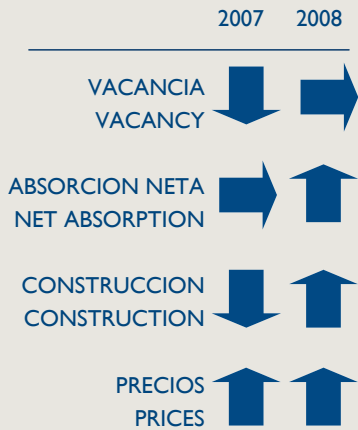 2007 2008
VACANCIA
VACANCY
ABSORCION NETA
NET ABSORPTION
CONSTRUCCION
CONSTRUCTION
PRECIOS
PRICES